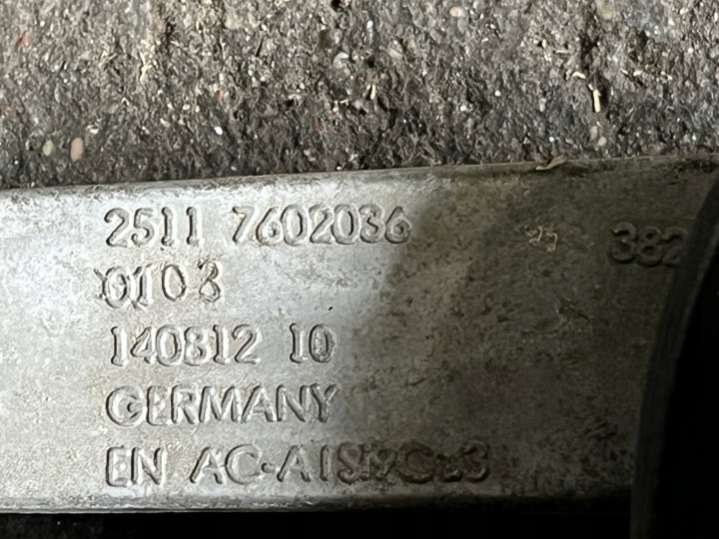 2511 7602036
382
0103
140812 10
GERMANY
EN AC-AlSi9Cu3